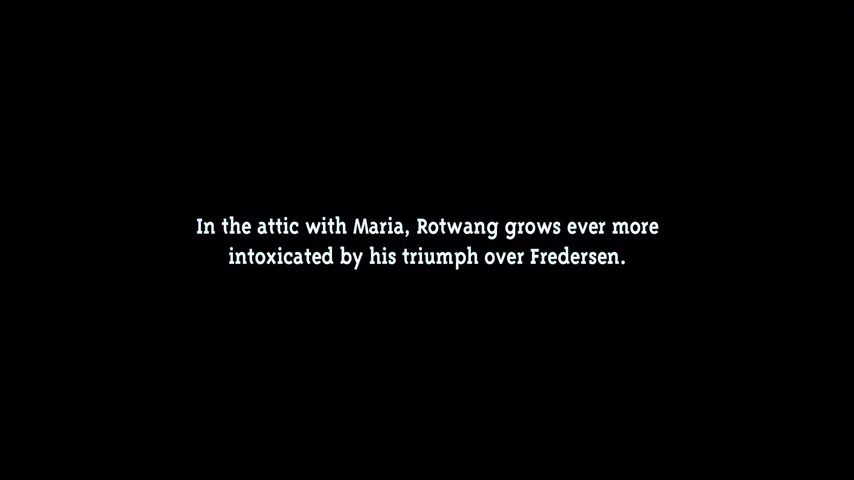 In the attic with Maria, Rotwang grows ever more
intoxicated by his triumph over Fredersen.